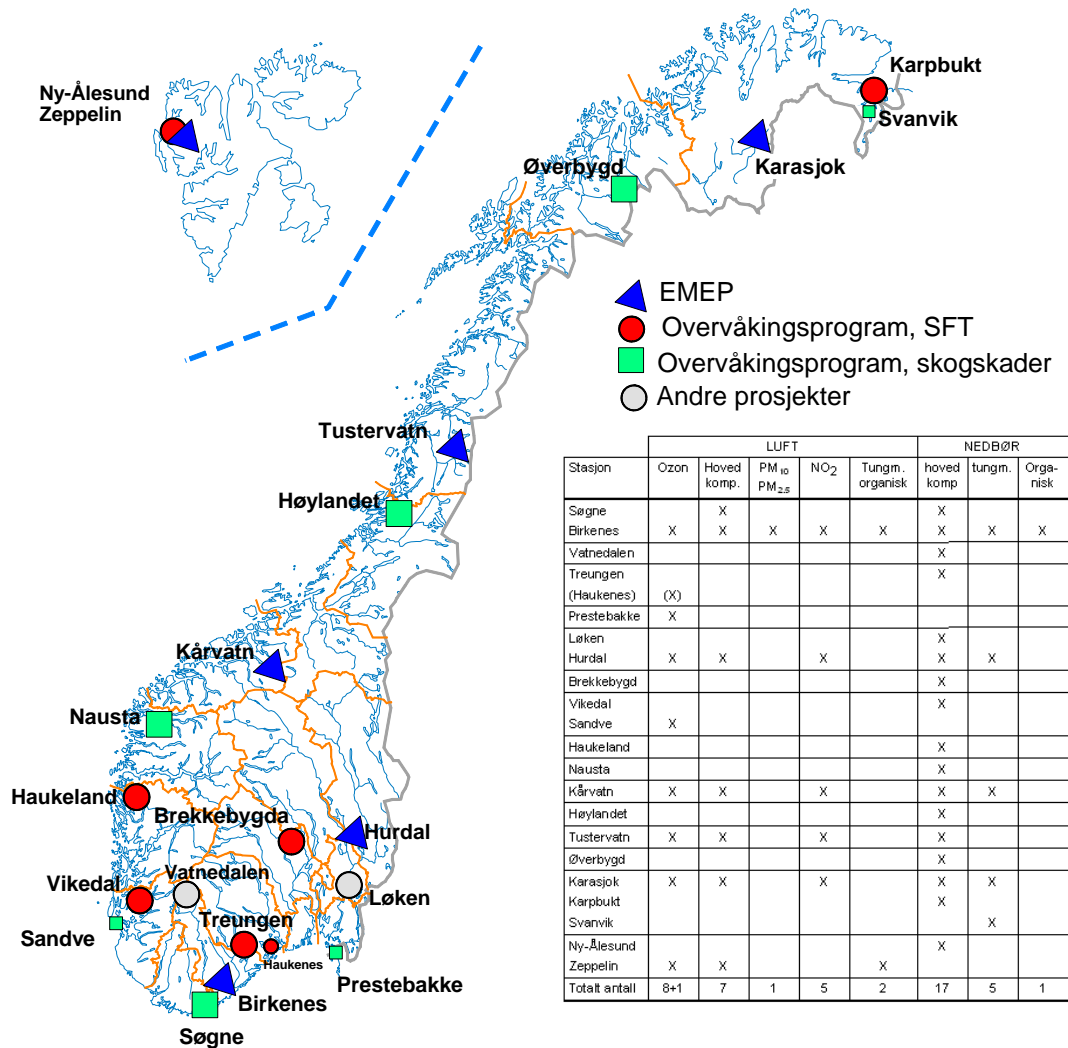 Ny-Ålesund
Zeppelin
Karpbukt
Svanvik
Karasjok
Øverbygd
EMEP
Overvåkingsprogram, SFT
Overvåkingsprogram, skogskader
Andre prosjekter
Tustervatn
Høylandet
Kårvatn
Nausta
Haukeland
Brekkebygda
Hurdal
Vatnedalen
Vikedal
Løken
Treungen
Sandve
Haukenes
Prestebakke
Birkenes
Søgne
LUFT NEDBØR
Stasjon Ozon Hoved komp. PM10 PM2.5 NO2 Tungm. organisk hoved komp tungm. Orga-nisk
Søgne X X
Birkenes X X X X X X X X
Vatnedalen X
Treungen X
(Haukenes) (X)
Prestebakke X
Løken X
Hurdal X X X X X
Brekkebygd X
Vikedal X
Sandve X
Haukeland X
Nausta X
Kårvatn X X X X X
Høylandet X
Tustervatn X X X X
Øverbygd X
Karasjok X X X X X
Karpbukt X
Svanvik X
Ny-Ålesund X
Zeppelin X X X
Totalt antall 8+1 7 1 5 2 17 5 1